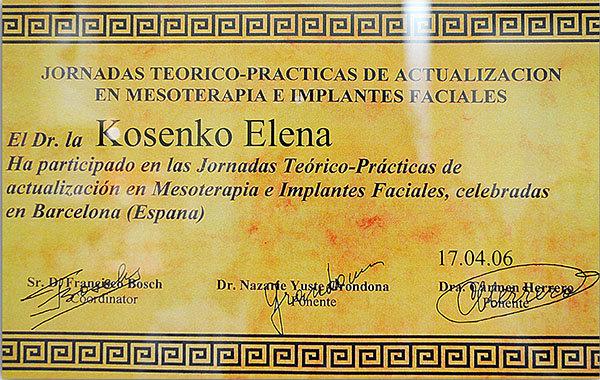 JORNADAS TEORICO-PRACTICAS DE ACTUALIZACION
EN MESOTERAPIA E IMPLANTES FACIALES
El Dr. la Kosenko Elena
Ha participado en las Jornadas Teórico-Prácticas de
actualización en Mesoterapia e Implantes Faciales, celebradas
en Barcelona (Espana)
17.04.06
Sr. D. Francisco Bosch Dr. Nazario Yuste Grondona Dra. Carmen Herrero
Coordinator Ponente Ponente